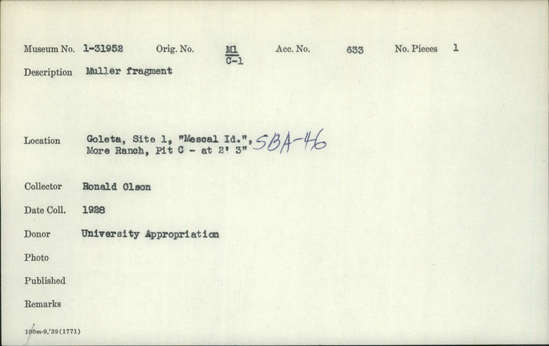 Museum No. 1-31952 Orig. No. M1/C-1 Acc. No. 633 No. Pieces 1
Description Muller fragment
Location Goleta, Site 1, "Mescal Id.", SBA-46
More Ranch, Pit C - at 2' 3"
Collector Ronald Olson
Date Coll. 1928
Donor University Appropriation
Photo
Published
Remarks